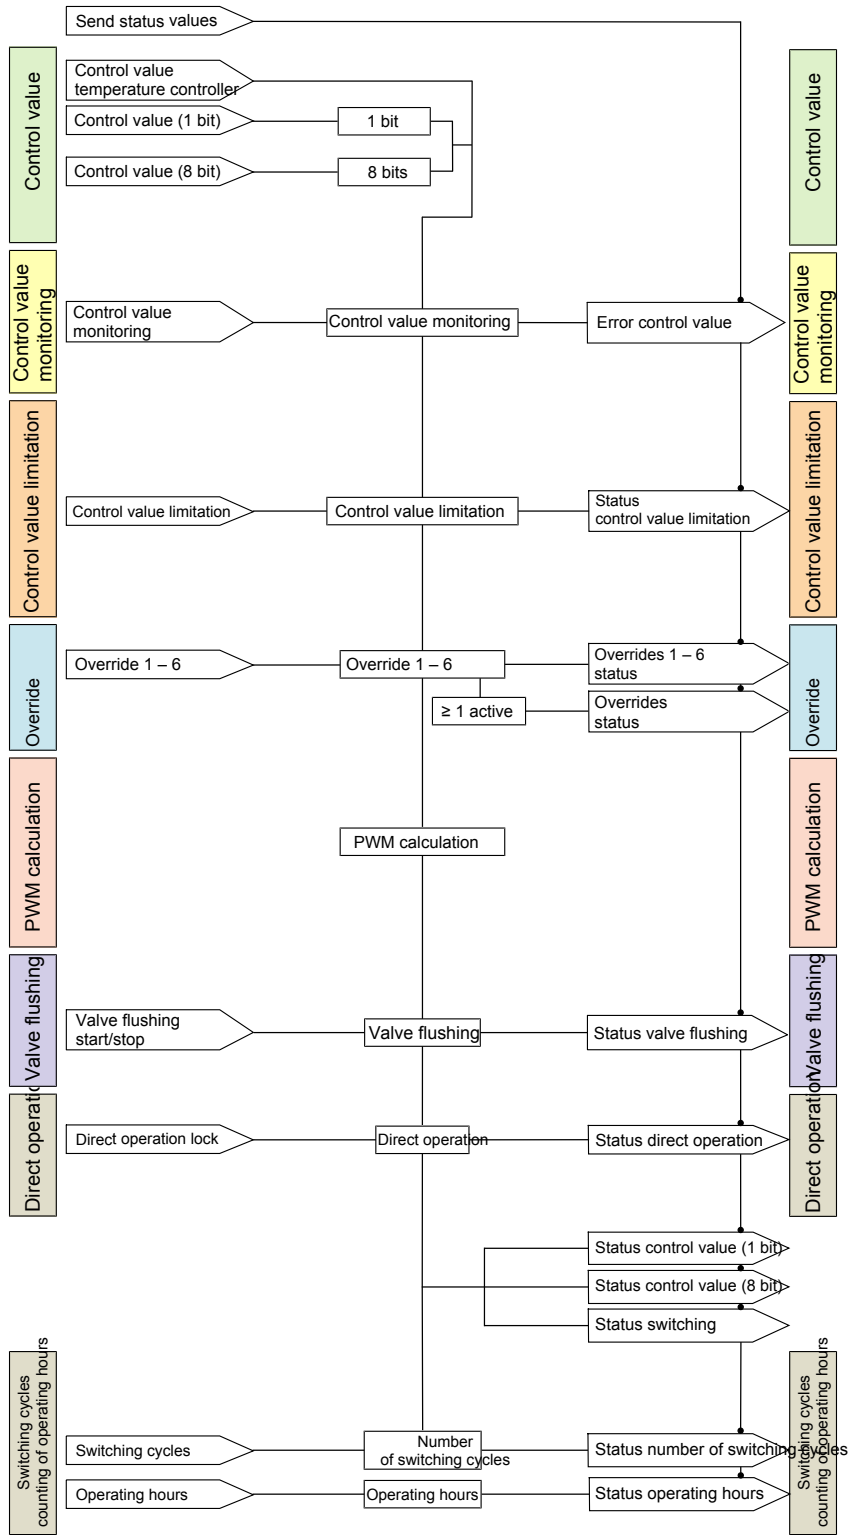 Send status values
Control value
Control value
temperature controller
Control value (1 bit)
1 bit
Control value (8 bit)
8 bits
Control value
Control value
monitoring
Control value
monitoring
Control value monitoring
Error control value
Control value
monitoring
Control value limitation
Control value limitation
Control value limitation
Status
control value limitation
Control value limitation
Override
Override 1 – 6
Override 1 – 6
Overrides 1 – 6
status
≥ 1 active
Overrides
status
Override
PWM calculation
PWM calculation
PWM calculation
Valve flushing
Valve flushing
start/stop
Valve flushing
Status valve flushing
Valve flushing
Direct operation
Direct operation lock
Direct operation
Status direct operation
Direct operation
Status control value (1 bit)
Status control value (8 bit)
Status switching
Switching cycles
counting of operating hours
Switching cycles
Number
of switching cycles
Status number of switching cycles
Operating hours
Operating hours
Status operating hours
Switching cycles
counting of operating hours